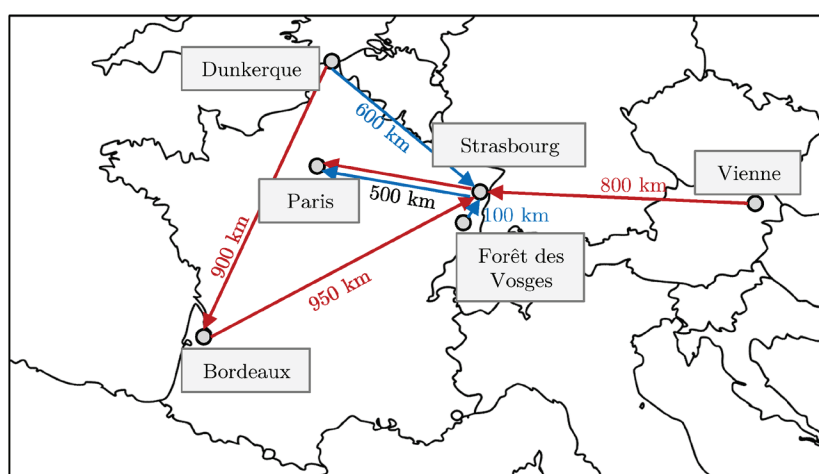 Dunkerque
600 km
Strasbourg
800 km
Vienne
Paris
500 km
100 km
900 km
Forêt des
Vosges
950 km
Bordeaux